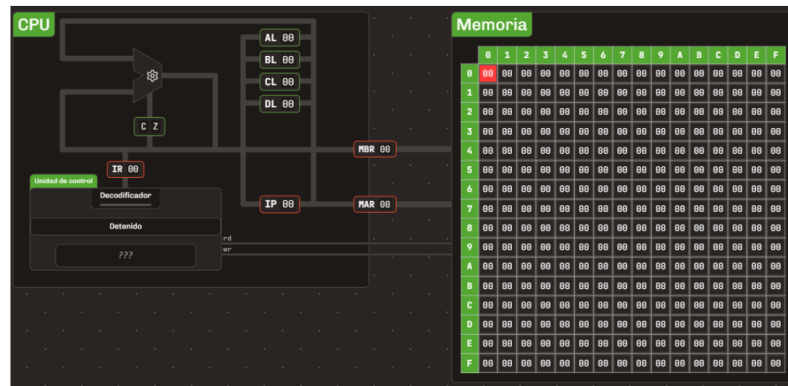 CPU
AL 00
BL 00
CL 00
DL 00
C Z
MBR 00
IR 00
Unidad de control
Decodificador
IP 00
MAR 00
Detenido
rd
wr
???
Memoria
0 1 2 3 4 5 6 7 8 9 A B C D E F
0 00 00 00 00 00 00 00 00 00 00 00 00 00 00 00 00
1 00 00 00 00 00 00 00 00 00 00 00 00 00 00 00 00
2 00 00 00 00 00 00 00 00 00 00 00 00 00 00 00 00
3 00 00 00 00 00 00 00 00 00 00 00 00 00 00 00 00
4 00 00 00 00 00 00 00 00 00 00 00 00 00 00 00 00
5 00 00 00 00 00 00 00 00 00 00 00 00 00 00 00 00
6 00 00 00 00 00 00 00 00 00 00 00 00 00 00 00 00
7 00 00 00 00 00 00 00 00 00 00 00 00 00 00 00 00
8 00 00 00 00 00 00 00 00 00 00 00 00 00 00 00 00
9 00 00 00 00 00 00 00 00 00 00 00 00 00 00 00 00
A 00 00 00 00 00 00 00 00 00 00 00 00 00 00 00 00
B 00 00 00 00 00 00 00 00 00 00 00 00 00 00 00 00
C 00 00 00 00 00 00 00 00 00 00 00 00 00 00 00 00
D 00 00 00 00 00 00 00 00 00 00 00 00 00 00 00 00
E 00 00 00 00 00 00 00 00 00 00 00 00 00 00 00 00
F 00 00 00 00 00 00 00 00 00 00 00 00 00 00 00 00